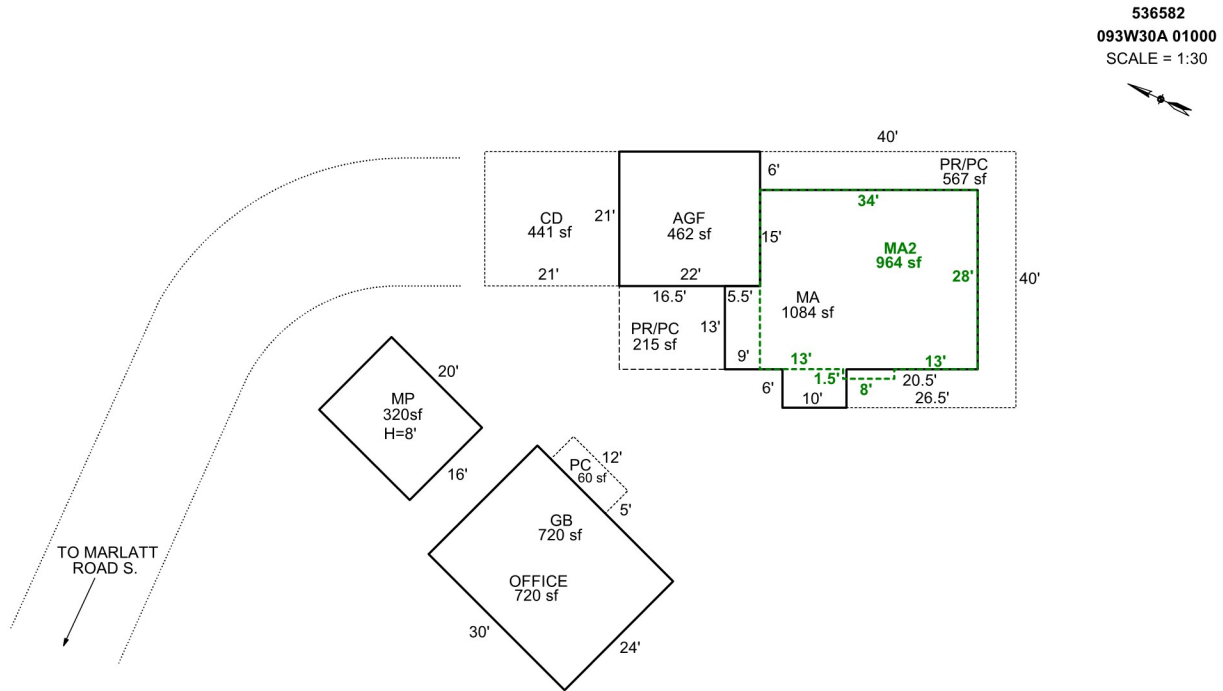 536582
093W30A 01000
SCALE = 1:30
40'
PR/PC
567 sf
6'
34'
CD
441 sf
21'
AGF
462 sf
15'
MA2
964 sf
21'
22'
28'
40'
16.5'
5.5'
MA
1084 sf
PR/PC
215 sf
13'
9'
13'
13'
6'
1.5'
8'
20.5'
10'
26.5'
20'
MP
320sf
H=8'
16'
PC
60 sf
12'
5'
GB
720 sf
OFFICE
720 sf
TO MARLATT
ROAD S.
30'
24'